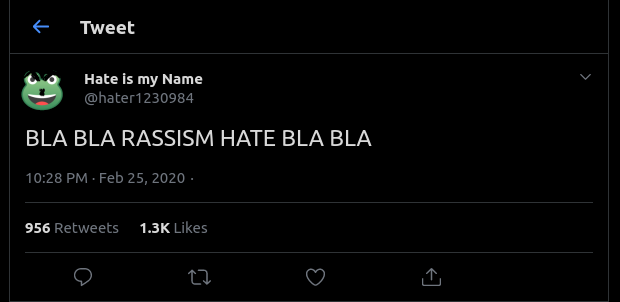 Tweet
Hate is my Name
@hater1230984
BLA BLA RASSISM HATE BLA BLA
10:28 PM · Feb 25, 2020 ·
956 Retweets 1.3K Likes